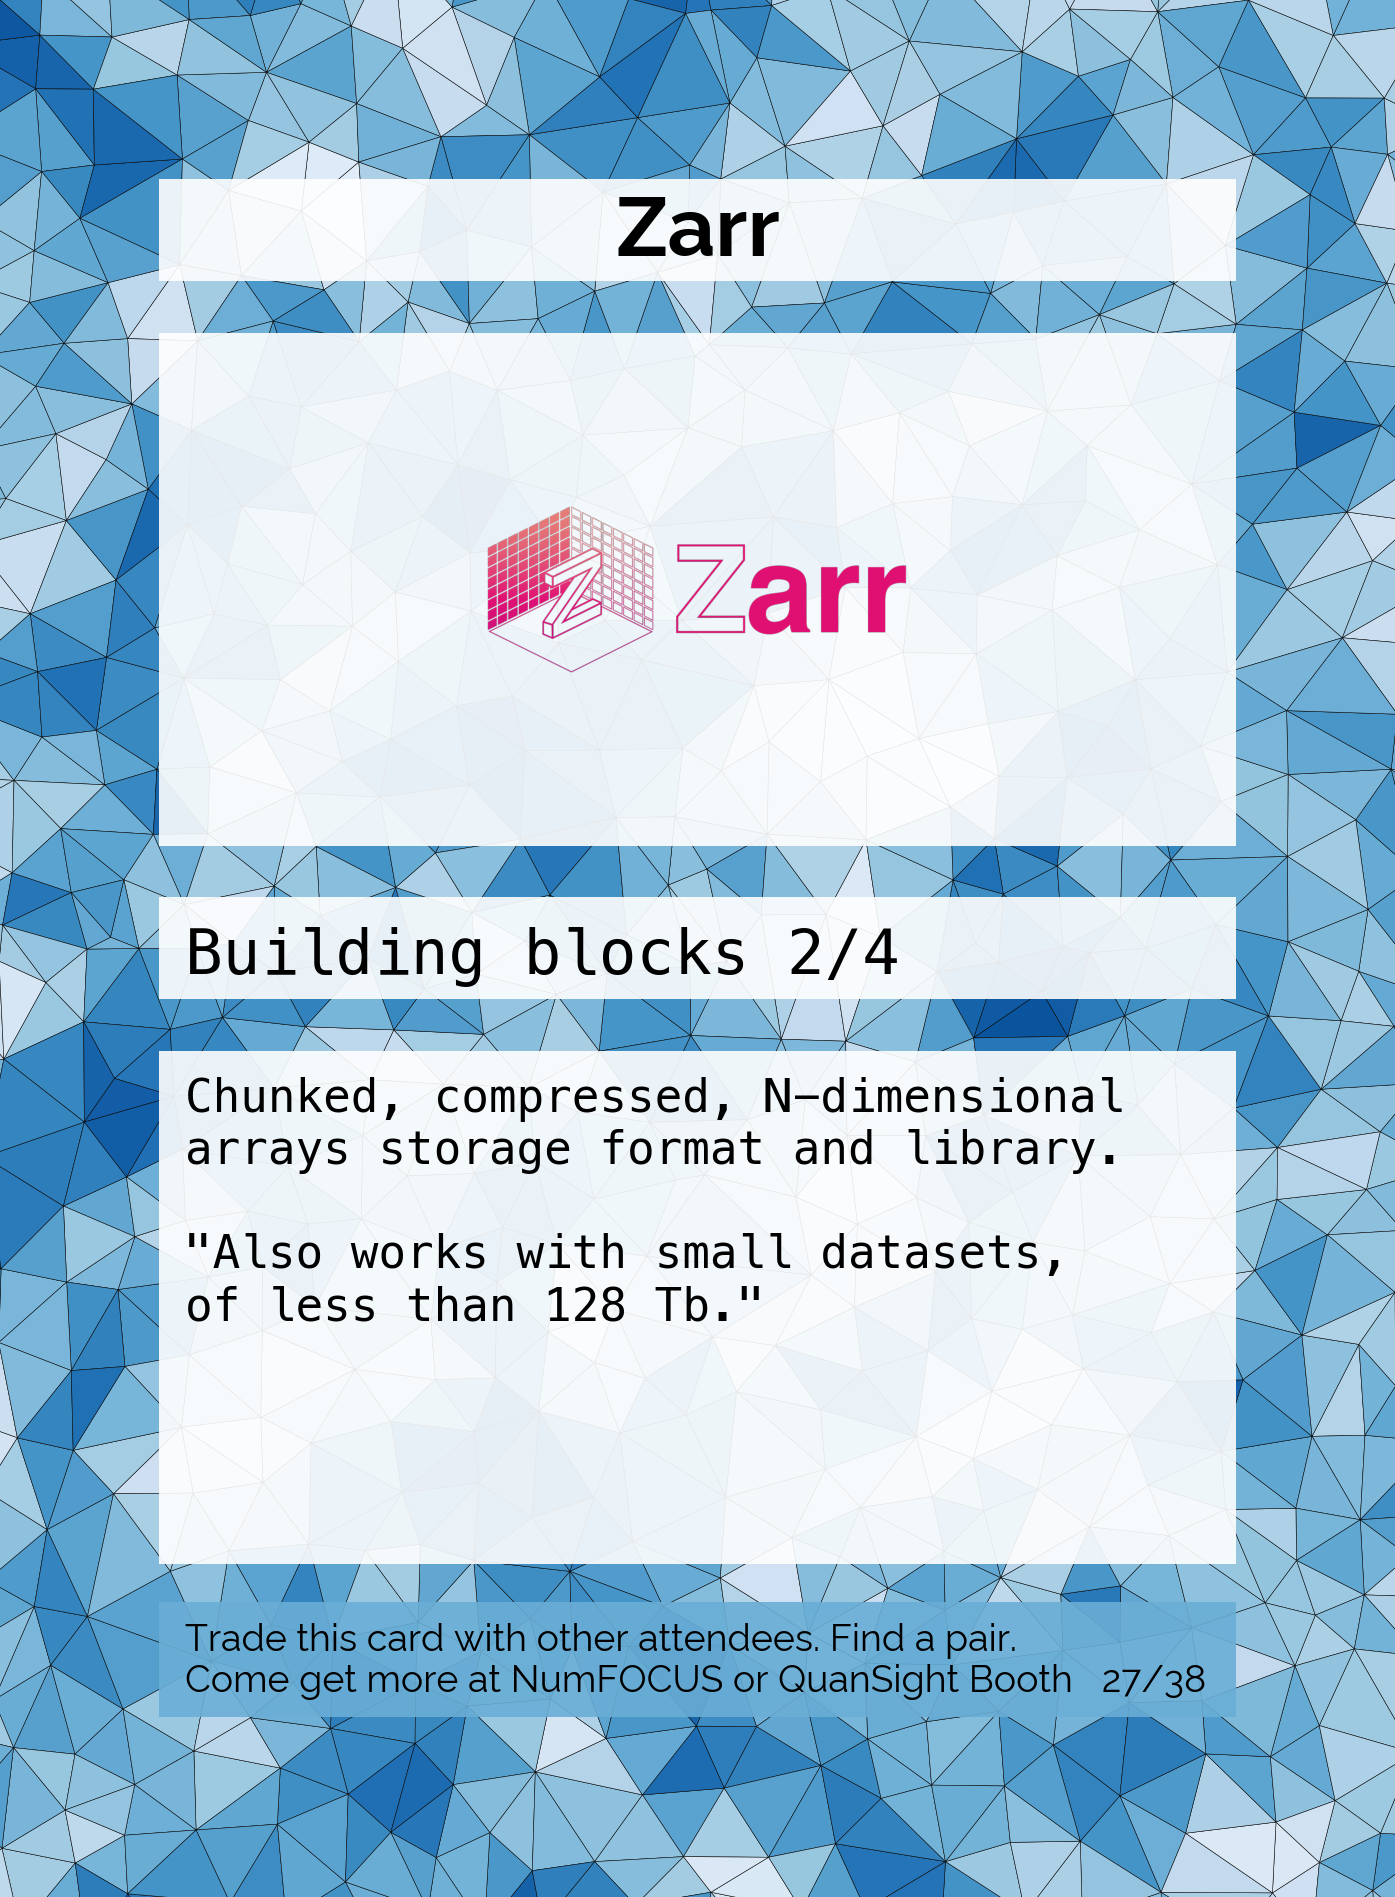 Zarr
Z Zarr
Building blocks 2/4
Chunked, compressed, N-dimensional
arrays storage format and library.
"Also works with small datasets,
of less than 128 Tb."
Trade this card with other attendees. Find a pair.
Come get more at NumFOCUS or QuanSight Booth 27/38